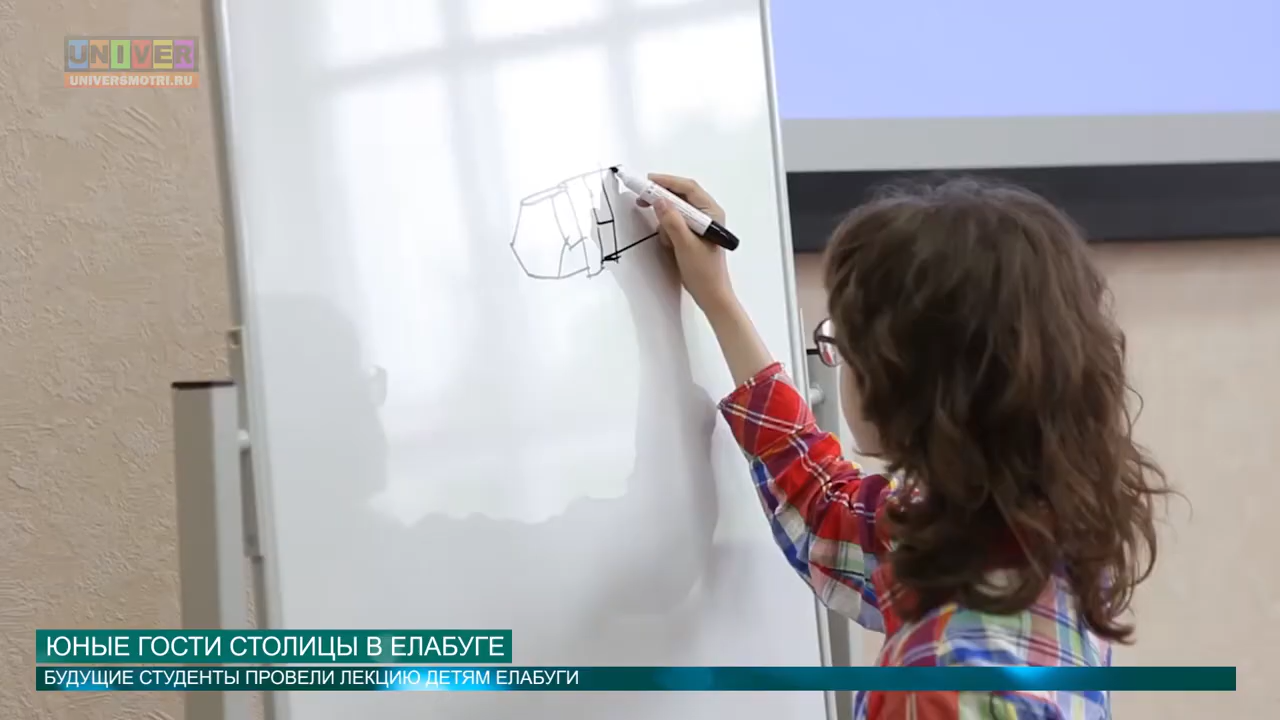 UNIVER
UNIVERSMOTRI.RU
ЮНЫЕ ГОСТИ СТОЛИЦЫ В ЕЛАБУГЕ
БУДУЩИЕ СТУДЕНТЫ ПРОВЕЛИ ЛЕКЦИЮ ДЕТЯМ ЕЛАБУГИ